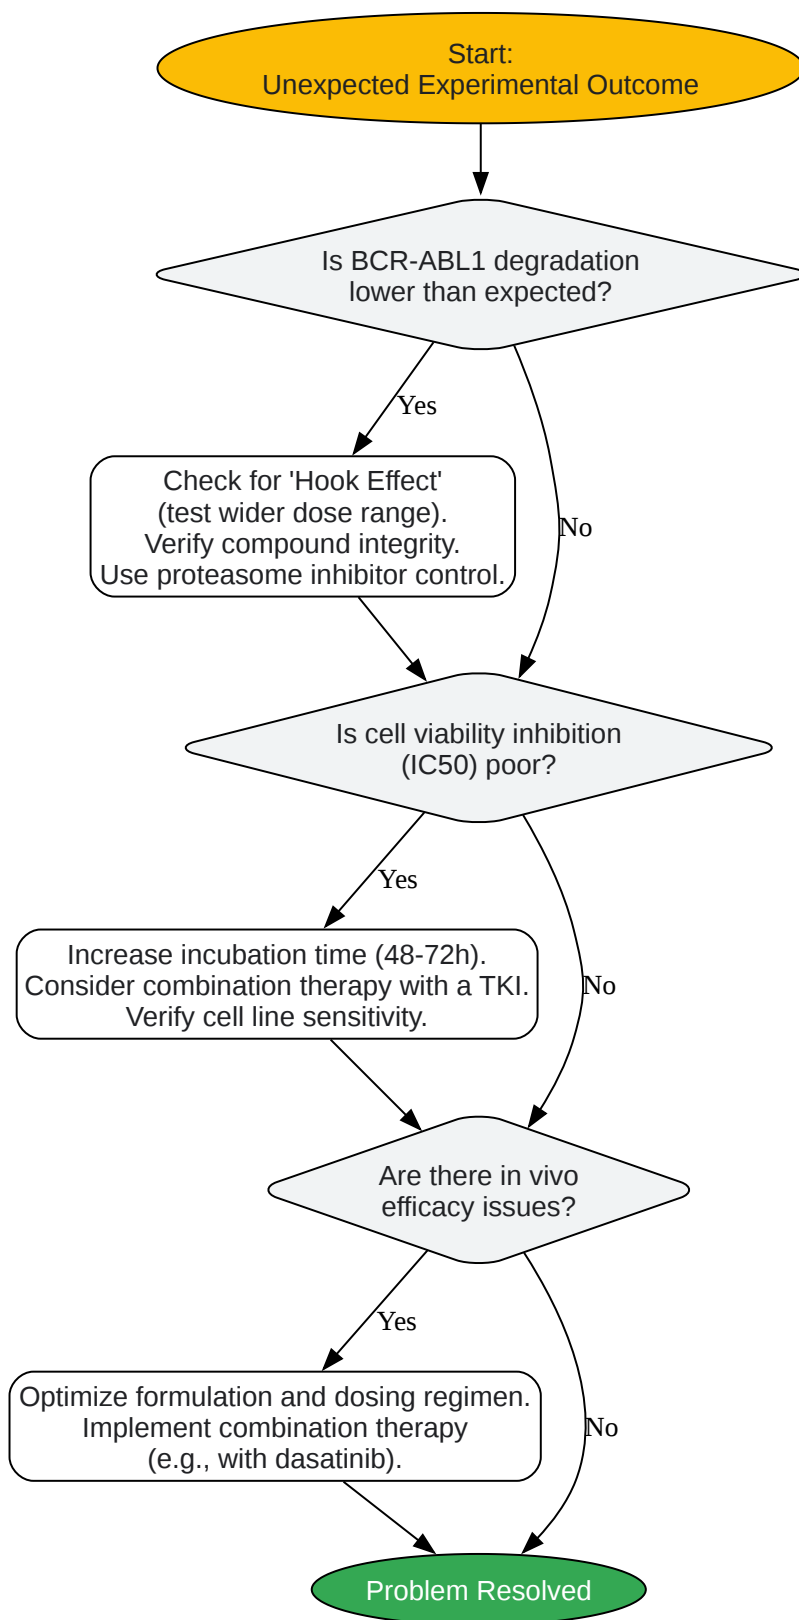 Start:
Unexpected Experimental Outcome
Is BCR-ABL1 degradation
lower than expected?
Yes
No
Check for 'Hook Effect'
(test wider dose range).
Verify compound integrity.
Use proteasome inhibitor control.
Is cell viability inhibition
(IC50) poor?
Yes
No
Increase incubation time (48-72h).
Consider combination therapy with a TKI.
Verify cell line sensitivity.
Are there in vivo
efficacy issues?
Yes
No
Optimize formulation and dosing regimen.
Implement combination therapy
(e.g., with dasatinib).
Problem Resolved